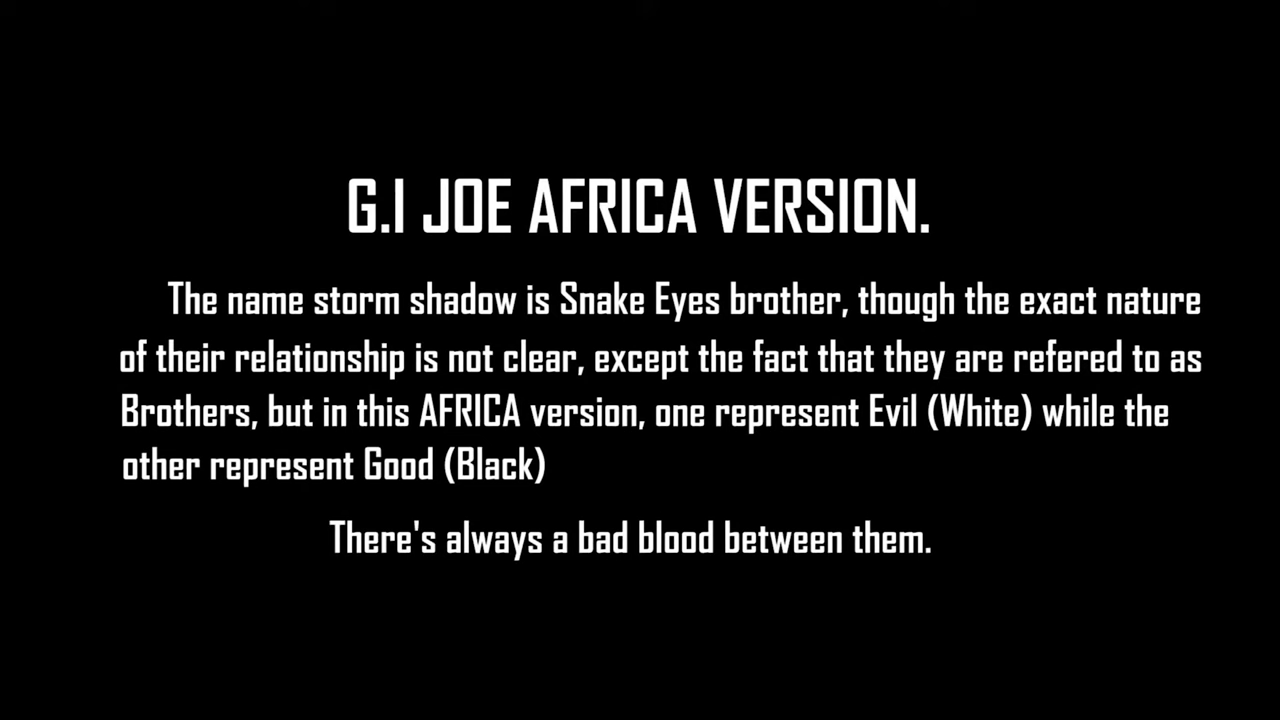 G.I JOE AFRICA VERSION.
The name storm shadow is Snake Eyes brother, though the exact nature
of their relationship is not clear, except the fact that they are refered to as
Brothers, but in this AFRICA version, one represent Evil (White) while the
other represent Good (Black)
There's always a bad blood between them.